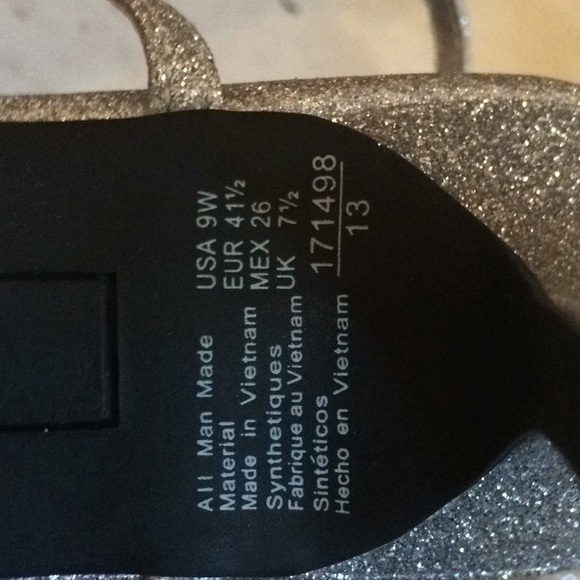 All Man Made
Material
Made in Vietnam
Synthetiques
Fabrique au Vietnam
Sintéticos
Hecho en Vietnam
USA 9W
EUR 41½
MEX 26
UK 7½
171498
13